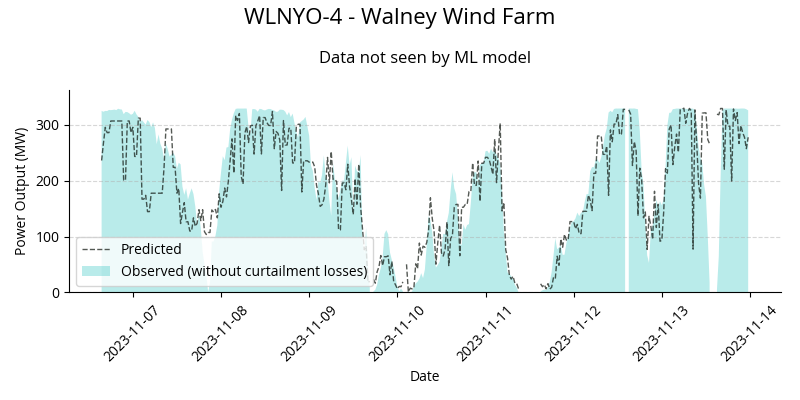 WLNYO-4 - Walney Wind Farm
Data not seen by ML model
Power Output (MW)
300
200
100
0
Predicted
Observed (without curtailment losses)
2023-11-07
2023-11-08
2023-11-09
2023-11-10
2023-11-11
2023-11-12
2023-11-13
2023-11-14
Date